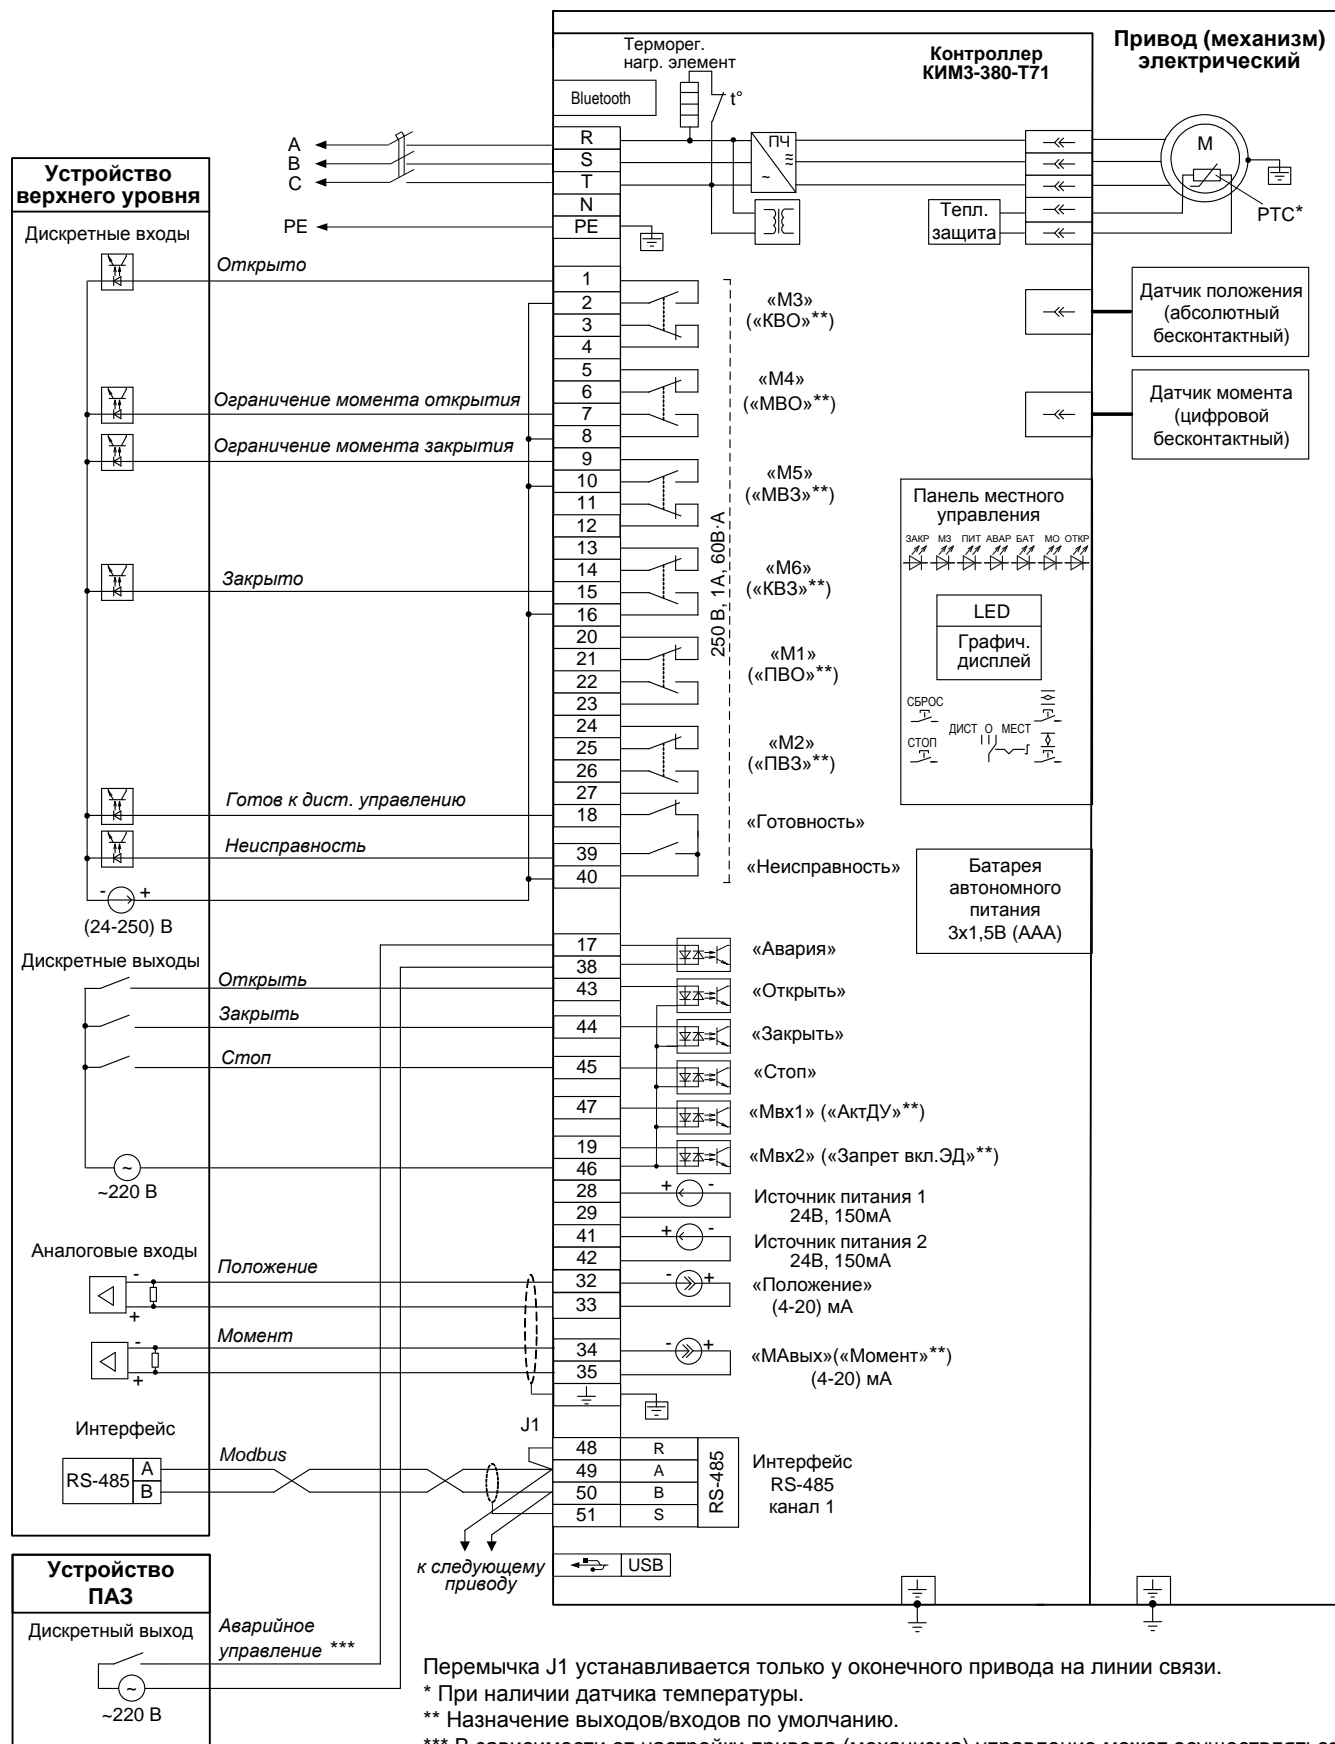 Привод (механизм)
электрический
Контроллер
КИМ3-380-Т71
Терморег.
нагр. элемент
t°
Bluetooth
A
B
C
PE
R
S
T
N
PE
ПЧ
≈
~
M
PTC*
Тепл.
защита
Устройство
верхнего уровня
Дискретные входы
Открыто
Ограничение момента открытия
Ограничение момента закрытия
Закрыто
Готов к дист. управлению
Неисправность
- +
(24-250) В
1
2
3
4
5
6
7
8
9
10
11
12
13
14
15
16
20
21
22
23
24
25
26
27
18
39
40
«М3»
(«КВО»**)
«М4»
(«МВО»**)
«М5»
(«МВЗ»**)
«М6»
(«КВЗ»**)
«М1»
(«ПВО»**)
«М2»
(«ПВЗ»**)
«Готовность»
«Неисправность»
250 В, 1А, 60В·А
Датчик положения
(абсолютный
бесконтактный)
Датчик момента
(цифровой
бесконтактный)
Панель местного
управления
ЗАКР МЗ ПИТ АВАР БАТ МО ОТКР
LED
Графич.
дисплей
СБРОС
СТОП
ДИСТ О МЕСТ
Батарея
автономного
питания
3х1,5В (ААА)
Дискретные выходы
Открыть
Закрыть
Стоп
~
~220 В
17
38
43
44
45
47
19
46
28
29
41
42
32
33
34
35
«Авария»
«Открыть»
«Закрыть»
«Стоп»
«Мвх1» («АктДУ»**)
«Мвх2» («Запрет вкл.ЭД»**)
+ -
Источник питания 1
24В, 150мА
+ -
Источник питания 2
24В, 150мА
- +
«Положение»
(4-20) мА
- +
«МАвых»(«Момент»**)
(4-20) мА
Аналоговые входы
Положение
-
+
Момент
-
+
Интерфейс
RS-485
A
B
Modbus
J1
48 R
49 A
50 B
51 S
RS-485
Интерфейс
RS-485
канал 1
к следующему
приводу
USB
Устройство
ПАЗ
Дискретный выход
Аварийное
управление ***
~
~220 В
Перемычка J1 устанавливается только у оконечного привода на линии связи.
* При наличии датчика температуры.
** Назначение выходов/входов по умолчанию.
*** В зависимости от настройки привода (механизма) управление может осуществляться